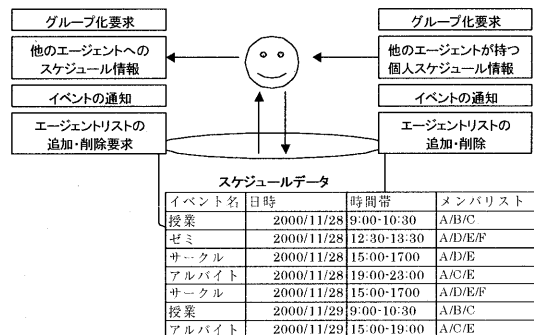 グループ化要求
他のエージェントへの
スケジュール情報
イベントの通知
エージェントリストの
追加・削除要求
グループ化要求
他のエージェントが持つ
個人スケジュール情報
イベントの通知
エージェントリストの
追加・削除
スケジュールデータ
イベント名 日時 時間帯 メンバリスト
授業 2000/11/28 9:00-10:30 A/B/C
ゼミ 2000/11/28 12:30-13:30 A/D/E/F
サークル 2000/11/28 15:00-1700 A/D/E
アルバイト 2000/11/28 19:00-23:00 A/C/E
サークル 2000/11/28 15:00-1700 A/D/E/F
授業 2000/11/29 9:00-10:30 A/B/C
アルバイト 2000/11/29 15:00-19:00 A/C/E